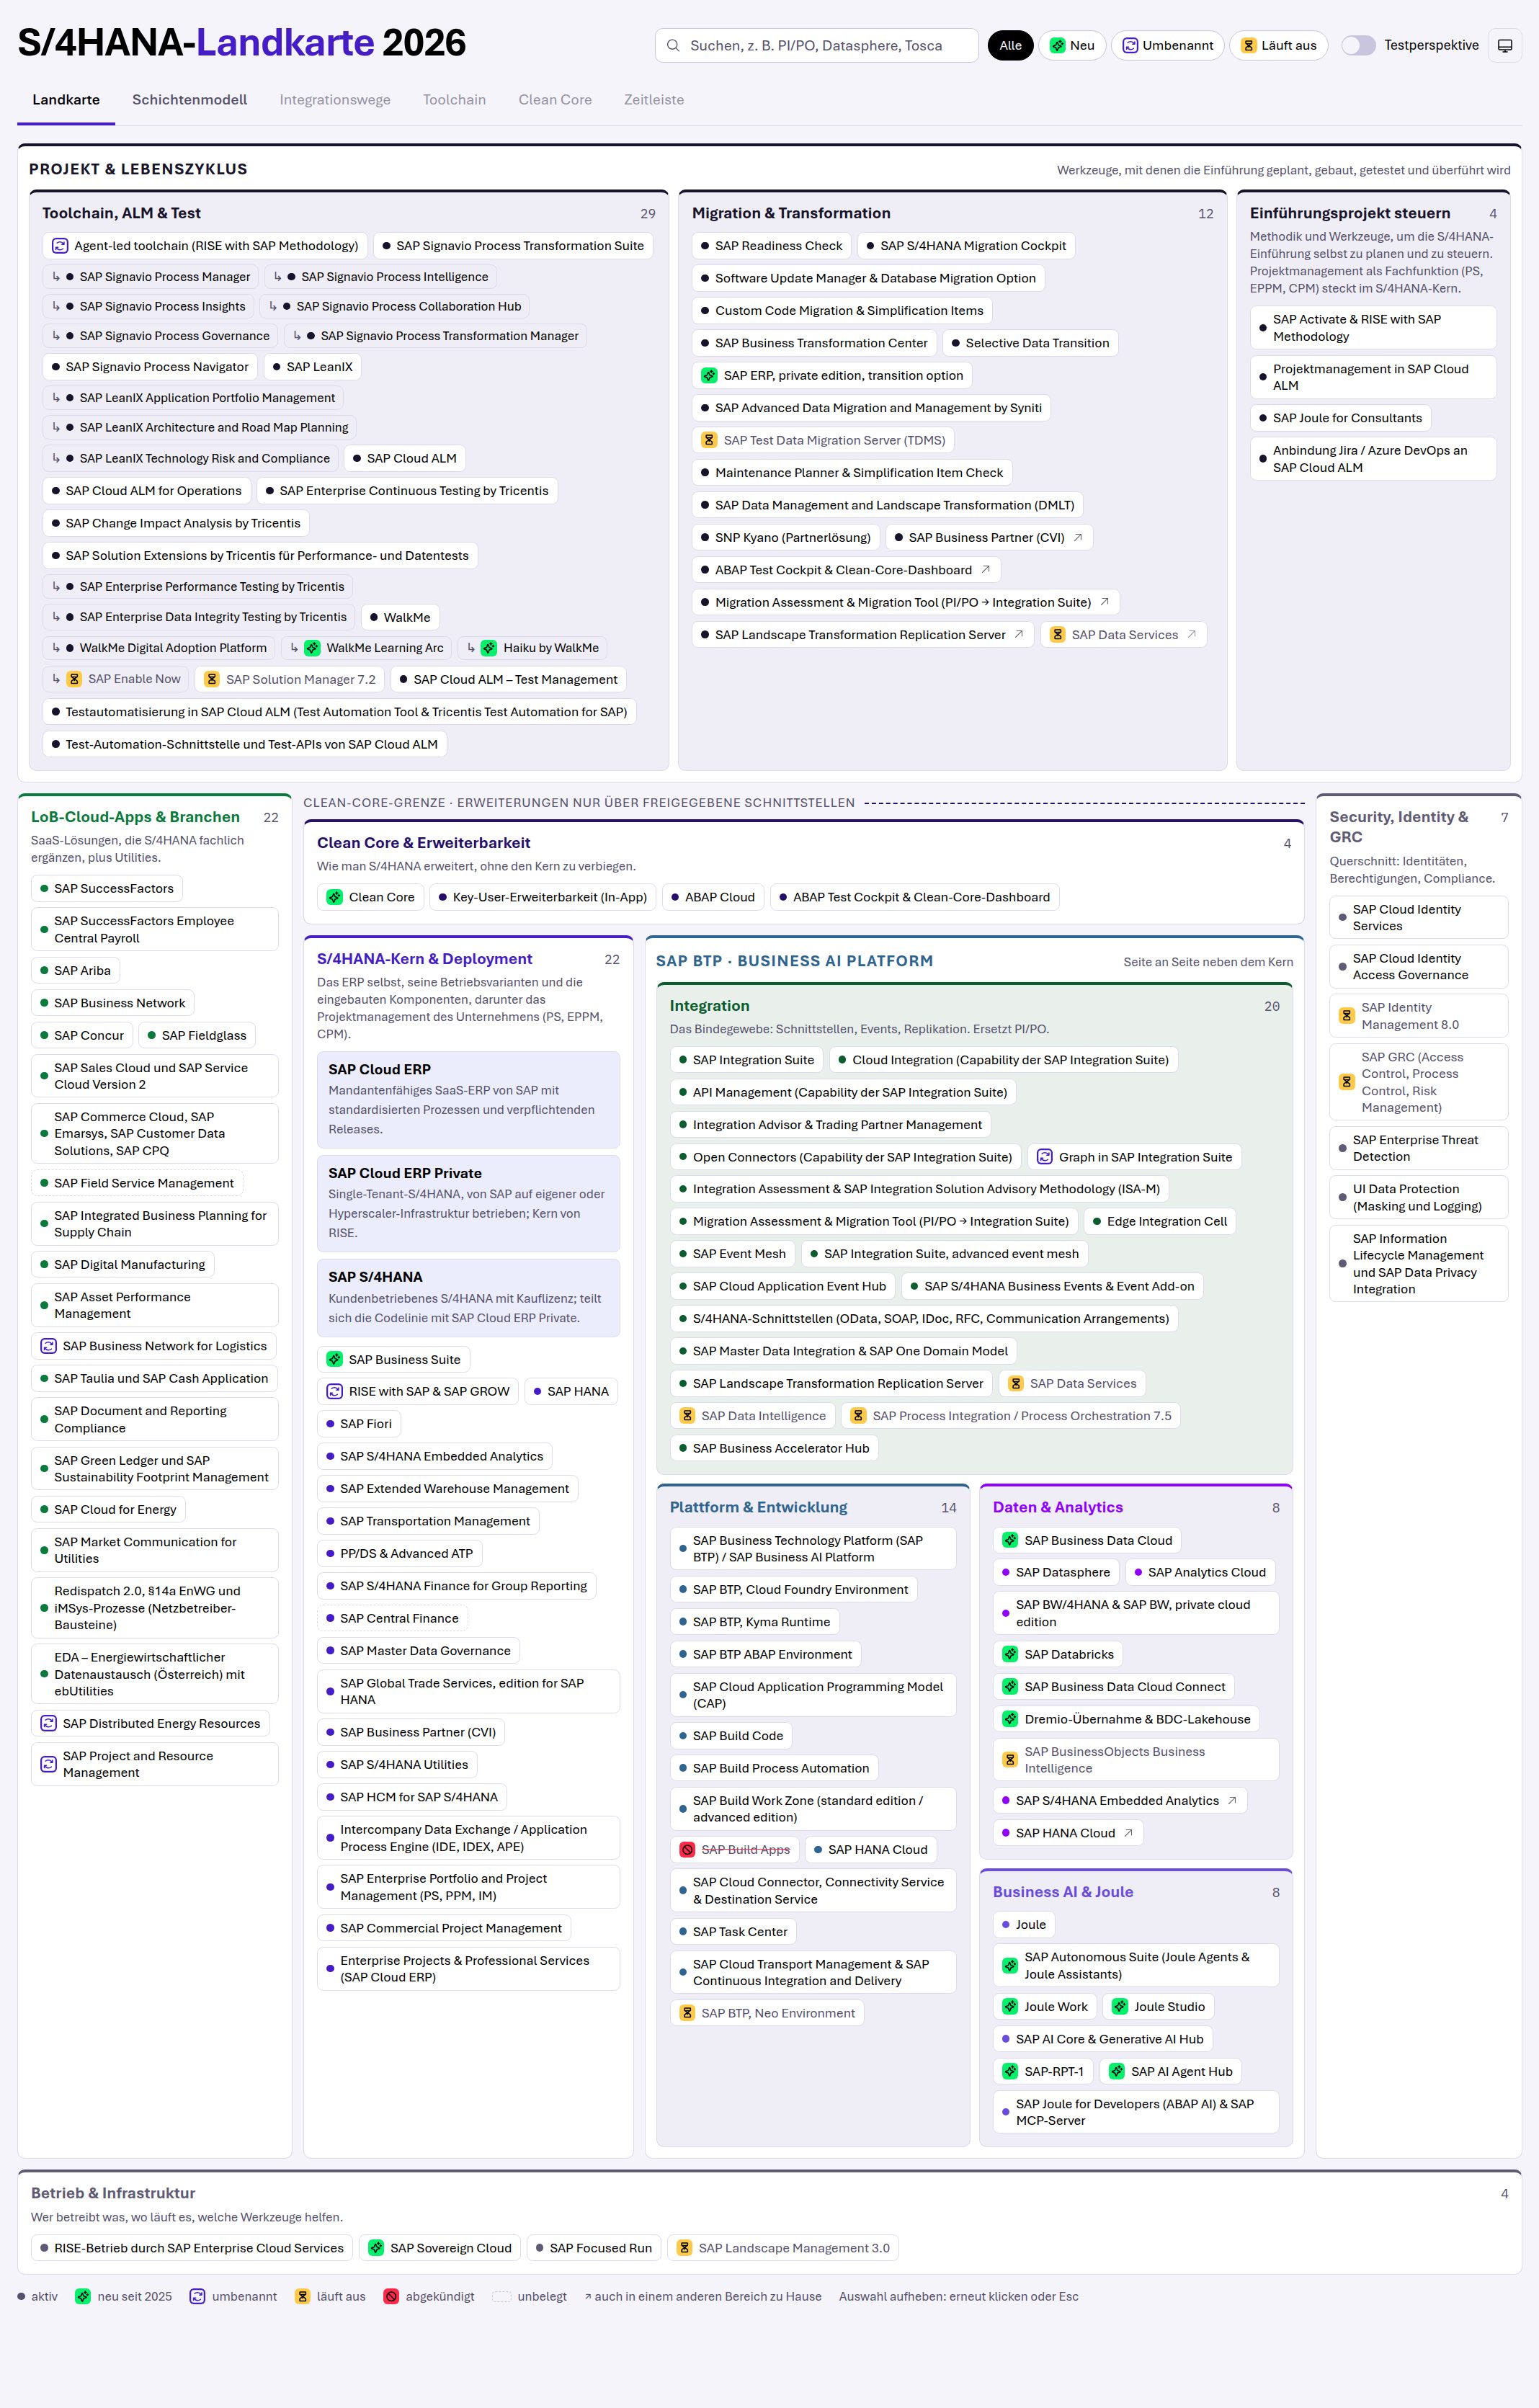 S/4HANA-Landkarte 2026
Suchen, z. B. PI/PO, Datasphere, Tosca
Alle
Neu
Umbenannt
Läuft aus
Testperspektive
Landkarte
Schichtenmodell
Integrationswege
Toolchain
Clean Core
Zeitleiste
PROJEKT & LEBENSZYKLUS
Werkzeuge, mit denen die Einführung geplant, gebaut, getestet und überführt wird
Toolchain, ALM & Test 29
Agent-led toolchain (RISE with SAP Methodology) SAP Signavio Process Transformation Suite
↳ SAP Signavio Process Manager ↳ SAP Signavio Process Intelligence
↳ SAP Signavio Process Insights ↳ SAP Signavio Process Collaboration Hub
↳ SAP Signavio Process Governance ↳ SAP Signavio Process Transformation Manager
SAP Signavio Process Navigator SAP LeanIX
↳ SAP LeanIX Application Portfolio Management
↳ SAP LeanIX Architecture and Road Map Planning
↳ SAP LeanIX Technology Risk and Compliance SAP Cloud ALM
SAP Cloud ALM for Operations SAP Enterprise Continuous Testing by Tricentis
SAP Change Impact Analysis by Tricentis
SAP Solution Extensions by Tricentis für Performance- und Datentests
↳ SAP Enterprise Performance Testing by Tricentis
↳ SAP Enterprise Data Integrity Testing by Tricentis WalkMe
↳ WalkMe Digital Adoption Platform ↳ WalkMe Learning Arc ↳ Haiku by WalkMe
↳ SAP Enable Now SAP Solution Manager 7.2 SAP Cloud ALM – Test Management
Testautomatisierung in SAP Cloud ALM (Test Automation Tool & Tricentis Test Automation for SAP)
Test-Automation-Schnittstelle und Test-APIs von SAP Cloud ALM
Migration & Transformation 12
SAP Readiness Check SAP S/4HANA Migration Cockpit
Software Update Manager & Database Migration Option
Custom Code Migration & Simplification Items
SAP Business Transformation Center Selective Data Transition
SAP ERP, private edition, transition option
SAP Advanced Data Migration and Management by Syniti
SAP Test Data Migration Server (TDMS)
Maintenance Planner & Simplification Item Check
SAP Data Management and Landscape Transformation (DMLT)
SNP Kyano (Partnerlösung) SAP Business Partner (CVI) ↗
ABAP Test Cockpit & Clean-Core-Dashboard ↗
Migration Assessment & Migration Tool (PI/PO → Integration Suite) ↗
SAP Landscape Transformation Replication Server ↗ SAP Data Services ↗
Einführungsprojekt steuern 4
Methodik und Werkzeuge, um die S/4HANA-
Einführung selbst zu planen und zu steuern.
Projektmanagement als Fachfunktion (PS,
EPPM, CPM) steckt im S/4HANA-Kern.
SAP Activate & RISE with SAP
Methodology
Projektmanagement in SAP Cloud
ALM
SAP Joule for Consultants
Anbindung Jira / Azure DevOps an
SAP Cloud ALM
LoB-Cloud-Apps & Branchen 22
SaaS-Lösungen, die S/4HANA fachlich
ergänzen, plus Utilities.
SAP SuccessFactors
SAP SuccessFactors Employee
Central Payroll
SAP Ariba
SAP Business Network
SAP Concur SAP Fieldglass
SAP Sales Cloud und SAP Service
Cloud Version 2
SAP Commerce Cloud, SAP
Emarsys, SAP Customer Data
Solutions, SAP CPQ
SAP Field Service Management
SAP Integrated Business Planning for
Supply Chain
SAP Digital Manufacturing
SAP Asset Performance
Management
SAP Business Network for Logistics
SAP Taulia und SAP Cash Application
SAP Document and Reporting
Compliance
SAP Green Ledger und SAP
Sustainability Footprint Management
SAP Cloud for Energy
SAP Market Communication for
Utilities
Redispatch 2.0, §14a EnWG und
iMSys-Prozesse (Netzbetreiber-
Bausteine)
EDA – Energiewirtschaftlicher
Datenaustausch (Österreich) mit
ebUtilities
SAP Distributed Energy Resources
SAP Project and Resource
Management
CLEAN-CORE-GRENZE · ERWEITERUNGEN NUR ÜBER FREIGEGEBENE SCHNITTSTELLEN
Clean Core & Erweiterbarkeit 4
Wie man S/4HANA erweitert, ohne den Kern zu verbiegen.
Clean Core Key-User-Erweiterbarkeit (In-App) ABAP Cloud ABAP Test Cockpit & Clean-Core-Dashboard
S/4HANA-Kern & Deployment 22
Das ERP selbst, seine Betriebsvarianten und die
eingebauten Komponenten, darunter das
Projektmanagement des Unternehmens (PS, EPPM,
CPM).
SAP Cloud ERP
Mandantenfähiges SaaS-ERP von SAP mit
standardisierten Prozessen und verpflichtenden
Releases.
SAP Cloud ERP Private
Single-Tenant-S/4HANA, von SAP auf eigener oder
Hyperscaler-Infrastruktur betrieben; Kern von
RISE.
SAP S/4HANA
Kundenbetriebenes S/4HANA mit Kauflizenz; teilt
sich die Codelinie mit SAP Cloud ERP Private.
SAP Business Suite
RISE with SAP & SAP GROW SAP HANA
SAP Fiori
SAP S/4HANA Embedded Analytics
SAP Extended Warehouse Management
SAP Transportation Management
PP/DS & Advanced ATP
SAP S/4HANA Finance for Group Reporting
SAP Central Finance
SAP Master Data Governance
SAP Global Trade Services, edition for SAP
HANA
SAP Business Partner (CVI)
SAP S/4HANA Utilities
SAP HCM for SAP S/4HANA
Intercompany Data Exchange / Application
Process Engine (IDE, IDEX, APE)
SAP Enterprise Portfolio and Project
Management (PS, PPM, IM)
SAP Commercial Project Management
Enterprise Projects & Professional Services
(SAP Cloud ERP)
SAP BTP · BUSINESS AI PLATFORM
Seite an Seite neben dem Kern
Integration 20
Das Bindegewebe: Schnittstellen, Events, Replikation. Ersetzt PI/PO.
SAP Integration Suite Cloud Integration (Capability der SAP Integration Suite)
API Management (Capability der SAP Integration Suite)
Integration Advisor & Trading Partner Management
Open Connectors (Capability der SAP Integration Suite) Graph in SAP Integration Suite
Integration Assessment & SAP Integration Solution Advisory Methodology (ISA-M)
Migration Assessment & Migration Tool (PI/PO → Integration Suite) Edge Integration Cell
SAP Event Mesh SAP Integration Suite, advanced event mesh
SAP Cloud Application Event Hub SAP S/4HANA Business Events & Event Add-on
S/4HANA-Schnittstellen (OData, SOAP, IDoc, RFC, Communication Arrangements)
SAP Master Data Integration & SAP One Domain Model
SAP Landscape Transformation Replication Server SAP Data Services
SAP Data Intelligence SAP Process Integration / Process Orchestration 7.5
SAP Business Accelerator Hub
Plattform & Entwicklung 14
SAP Business Technology Platform (SAP
BTP) / SAP Business AI Platform
SAP BTP, Cloud Foundry Environment
SAP BTP, Kyma Runtime
SAP BTP ABAP Environment
SAP Cloud Application Programming Model
(CAP)
SAP Build Code
SAP Build Process Automation
SAP Build Work Zone (standard edition /
advanced edition)
SAP Build Apps SAP HANA Cloud
SAP Cloud Connector, Connectivity Service
& Destination Service
SAP Task Center
SAP Cloud Transport Management & SAP
Continuous Integration and Delivery
SAP BTP, Neo Environment
Daten & Analytics 8
SAP Business Data Cloud
SAP Datasphere SAP Analytics Cloud
SAP BW/4HANA & SAP BW, private cloud
edition
SAP Databricks
SAP Business Data Cloud Connect
Dremio-Übernahme & BDC-Lakehouse
SAP BusinessObjects Business
Intelligence
SAP S/4HANA Embedded Analytics ↗
SAP HANA Cloud ↗
Business AI & Joule 8
Joule
SAP Autonomous Suite (Joule Agents &
Joule Assistants)
Joule Work Joule Studio
SAP AI Core & Generative AI Hub
SAP-RPT-1 SAP AI Agent Hub
SAP Joule for Developers (ABAP AI) & SAP
MCP-Server
Security, Identity & 7
GRC
Querschnitt: Identitäten,
Berechtigungen, Compliance.
SAP Cloud Identity
Services
SAP Cloud Identity
Access Governance
SAP Identity
Management 8.0
SAP GRC (Access
Control, Process
Control, Risk
Management)
SAP Enterprise Threat
Detection
UI Data Protection
(Masking und Logging)
SAP Information
Lifecycle Management
und SAP Data Privacy
Integration
Betrieb & Infrastruktur 4
Wer betreibt was, wo läuft es, welche Werkzeuge helfen.
RISE-Betrieb durch SAP Enterprise Cloud Services SAP Sovereign Cloud SAP Focused Run SAP Landscape Management 3.0
aktiv neu seit 2025 umbenannt läuft aus abgekündigt unbelegt ↗ auch in einem anderen Bereich zu Hause Auswahl aufheben: erneut klicken oder Esc